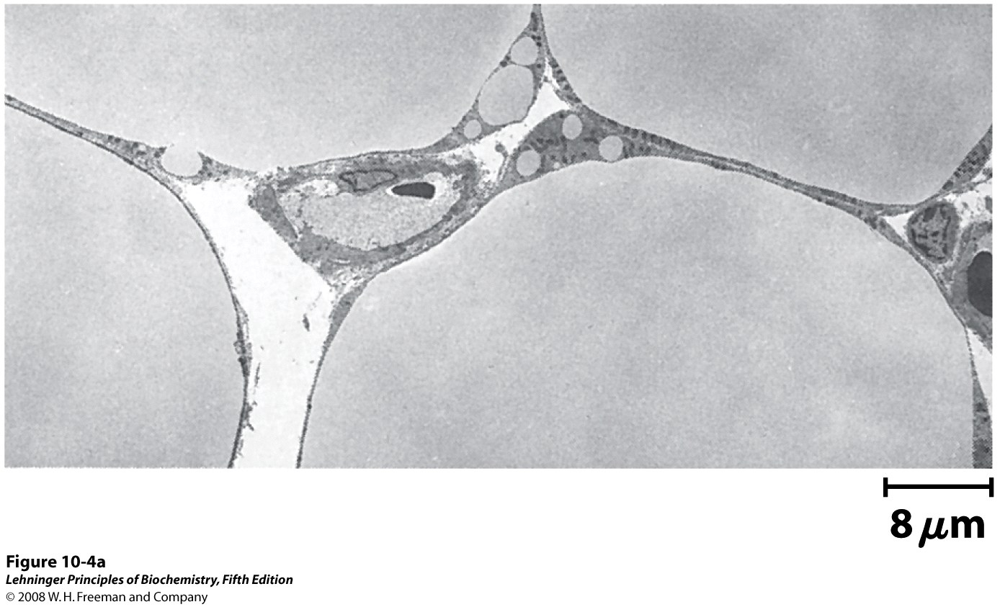 8 μm
Figure 10-4a
Lehninger Principles of Biochemistry, Fifth Edition
© 2008 W. H. Freeman and Company